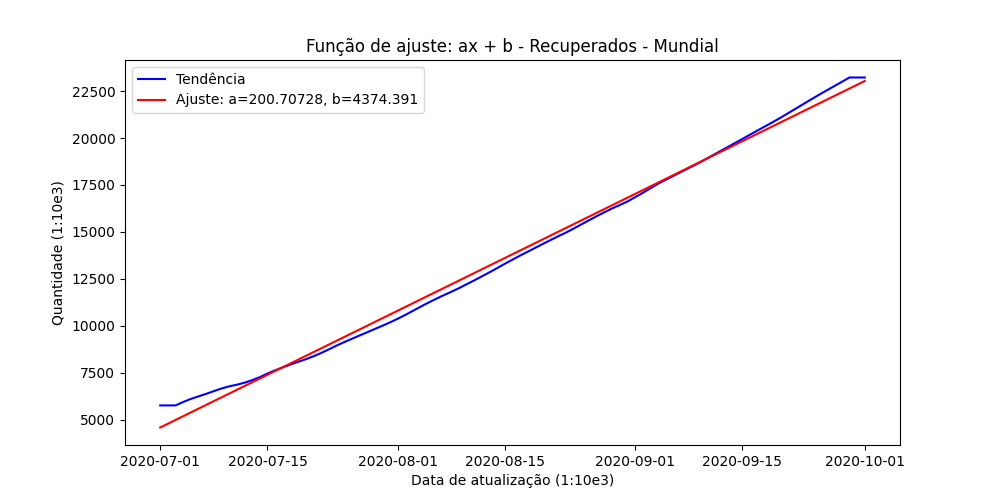 Função de ajuste: ax + b - Recuperados - Mundial
Tendência
Ajuste: a=200.70728, b=4374.391
Quantidade (1:10e3)
22500
20000
17500
15000
12500
10000
7500
5000
2020-07-01 2020-07-15 2020-08-01 2020-08-15 2020-09-01 2020-09-15 2020-10-01
Data de atualização (1:10e3)